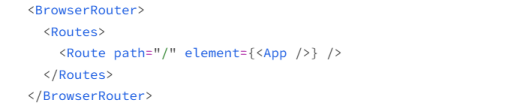 <BrowserRouter>
  <Routes>
    <Route path="/" element={<App />} />
  </Routes>
</BrowserRouter>